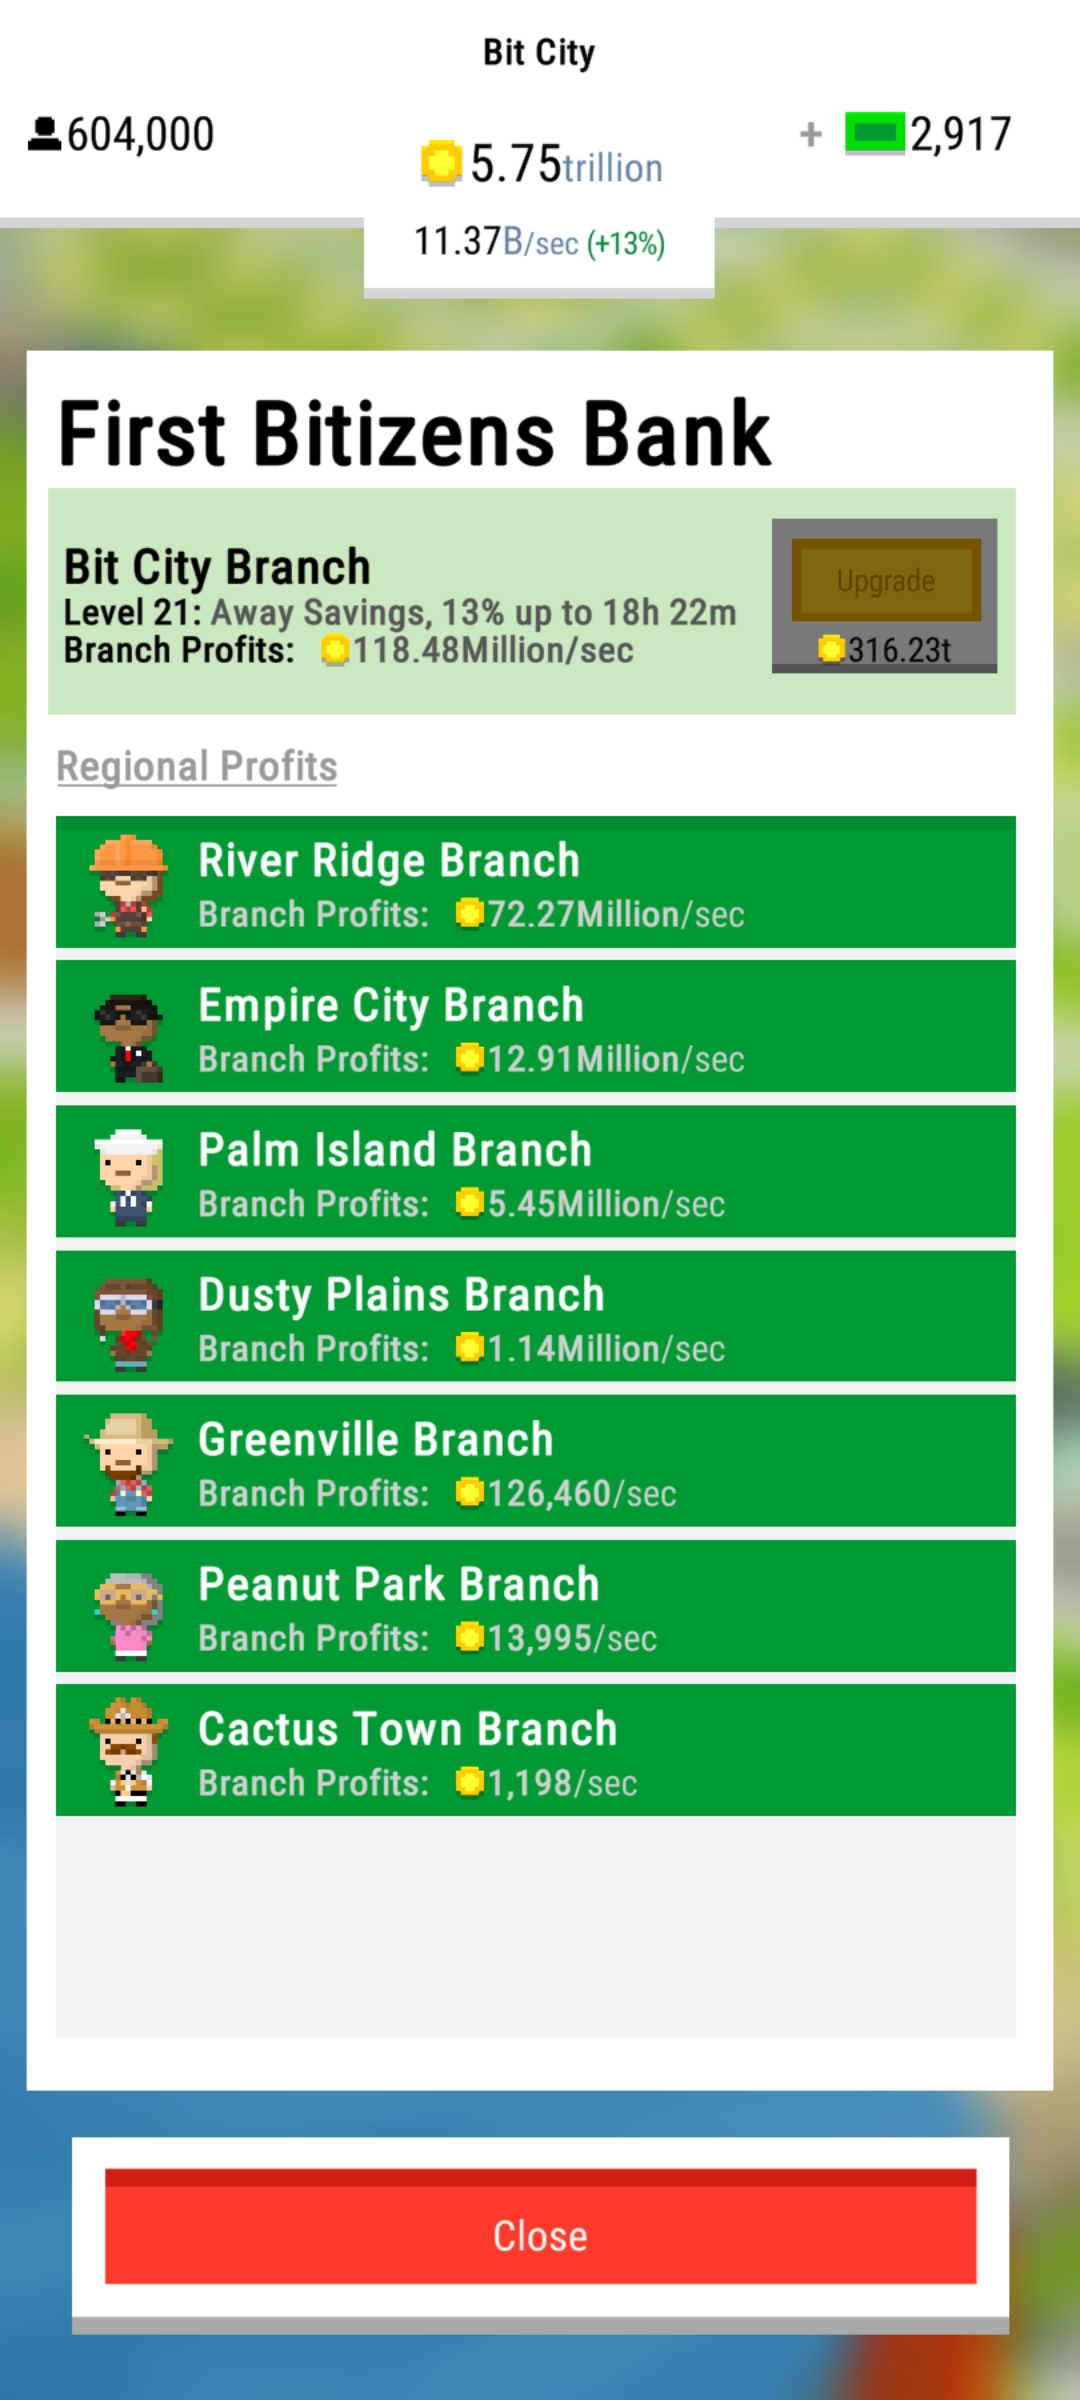 Bit City
604,000
5.75trillion
+ 2,917
11.37B/sec (+13%)
First Bitizens Bank
Bit City Branch
Level 21: Away Savings, 13% up to 18h 22m
Branch Profits: 118.48Million/sec
Upgrade
316.23t
Regional Profits
River Ridge Branch
Branch Profits: 72.27Million/sec
Empire City Branch
Branch Profits: 12.91Million/sec
Palm Island Branch
Branch Profits: 5.45Million/sec
Dusty Plains Branch
Branch Profits: 1.14Million/sec
Greenville Branch
Branch Profits: 126,460/sec
Peanut Park Branch
Branch Profits: 13,995/sec
Cactus Town Branch
Branch Profits: 1,198/sec
Close